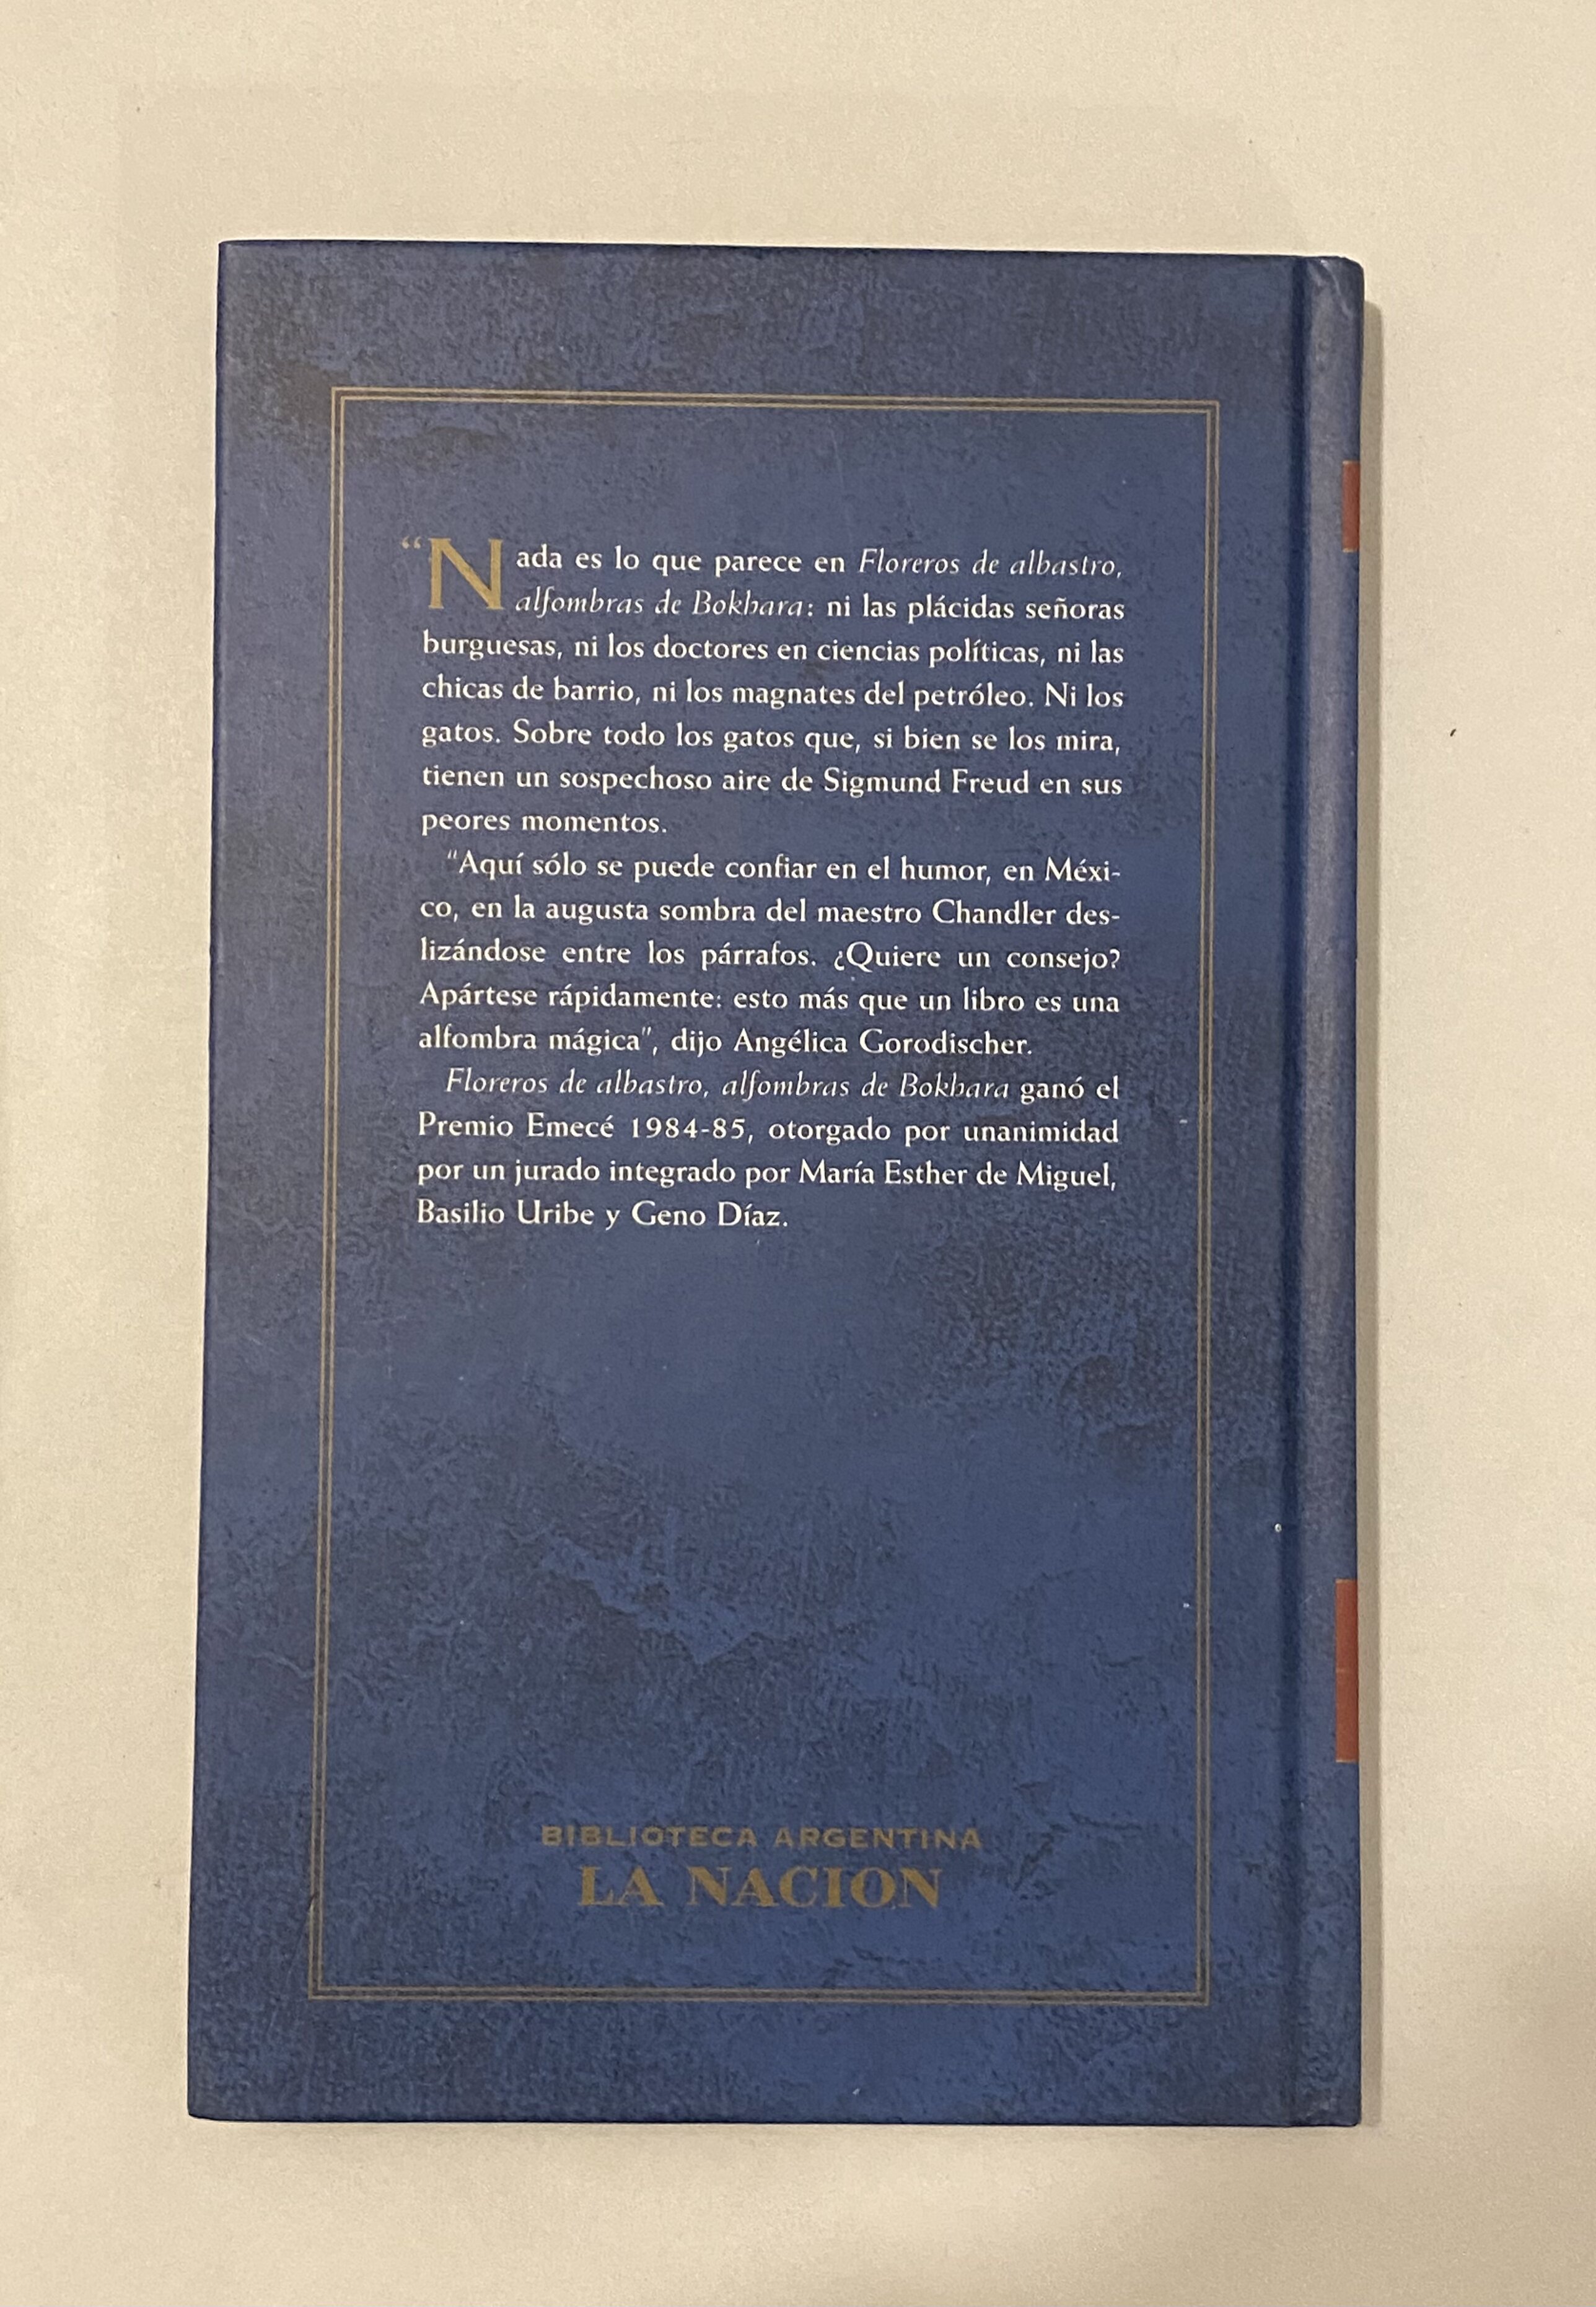 “Nada es lo que parece en Floreros de albastro,
alfombras de Bokhara: ni las plácidas señoras
burguesas, ni los doctores en ciencias políticas, ni las
chicas de barrio, ni los magnates del petróleo. Ni los
gatos. Sobre todo los gatos que, si bien se los mira,
tienen un sospechoso aire de Sigmund Freud en sus
peores momentos.
“Aquí sólo se puede confiar en el humor, en Méxi-
co, en la augusta sombra del maestro Chandler des-
lizándose entre los párrafos. ¿Quiere un consejo?
Apártese rápidamente: esto más que un libro es una
alfombra mágica”, dijo Angélica Gorodischer.
Floreros de albastro, alfombras de Bokhara ganó el
Premio Emecé 1984-85, otorgado por unanimidad
por un jurado integrado por María Esther de Miguel,
Basilio Uribe y Geno Díaz.
BIBLIOTECA ARGENTINA
LA NACION